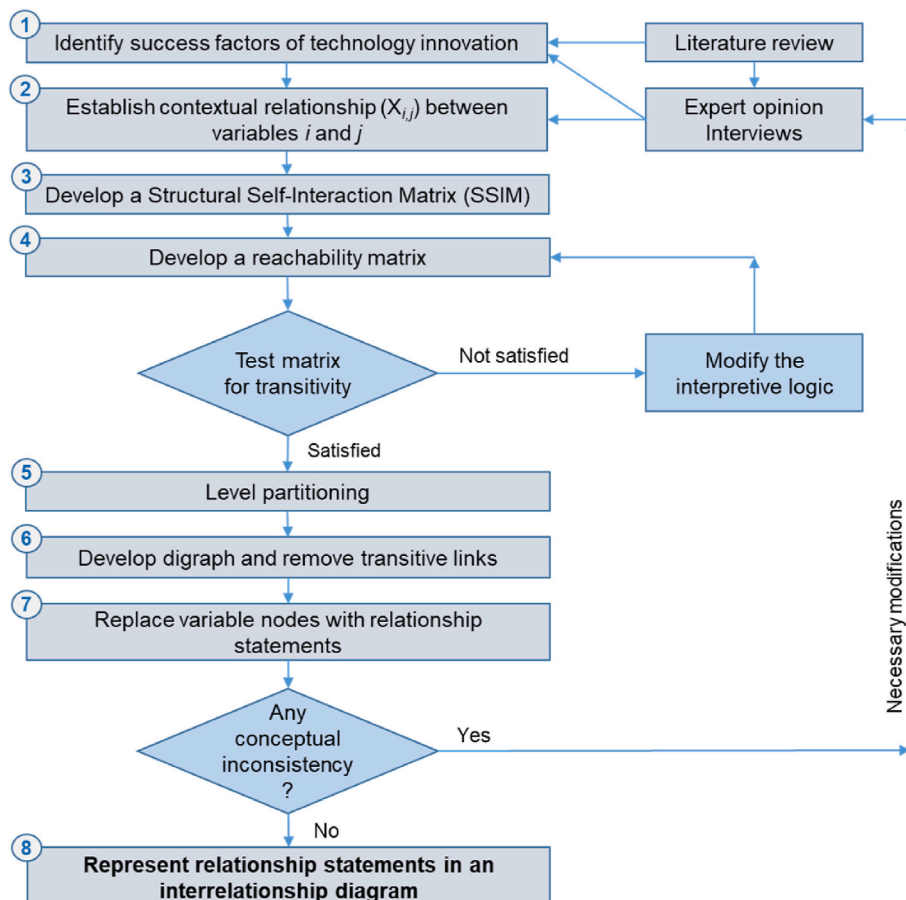 1
Identify success factors of technology innovation
Literature review
2
Establish contextual relationship (Xi,j) between
variables i and j
Expert opinion
Interviews
3
Develop a Structural Self-Interaction Matrix (SSIM)
4
Develop a reachability matrix
Test matrix
for transitivity
Not satisfied
Modify the
interpretive logic
Satisfied
5
Level partitioning
6
Develop digraph and remove transitive links
7
Replace variable nodes with relationship
statements
Necessary modifications
Any
conceptual
inconsistency
?
Yes
No
8
Represent relationship statements in an
interrelationship diagram